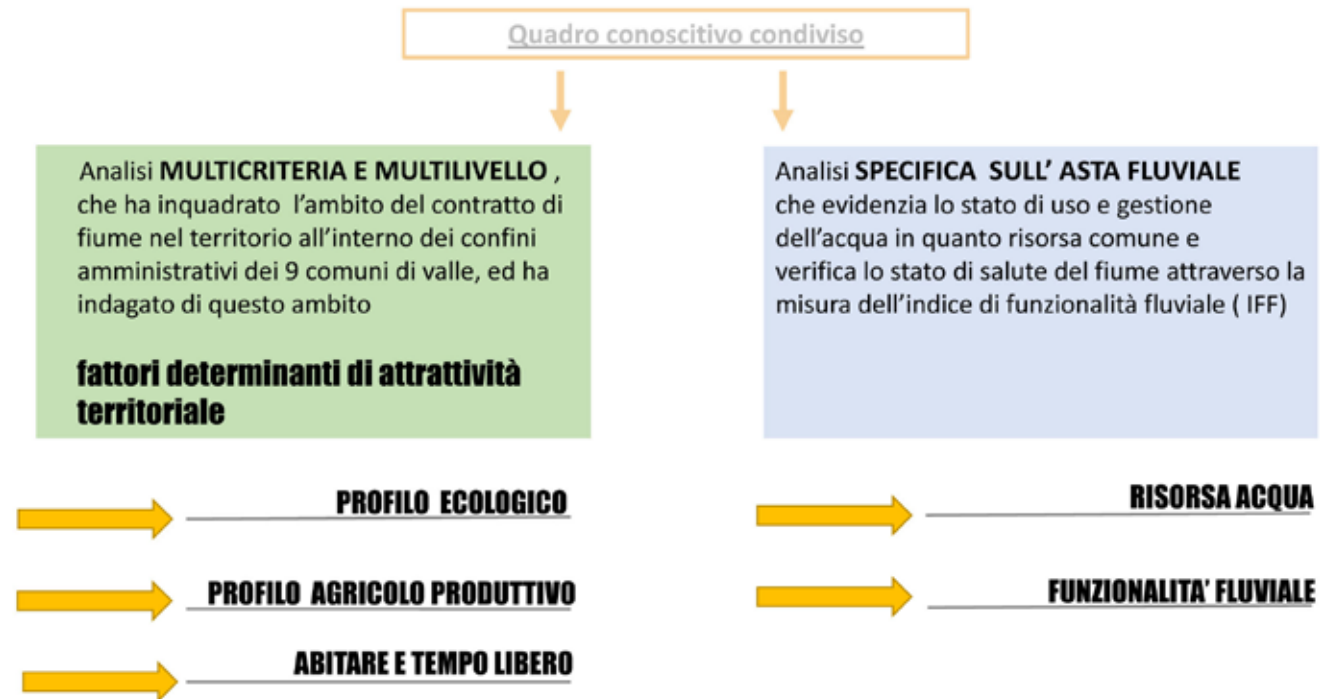 Quadro conoscitivo condiviso
Analisi MULTICRITERIA E MULTILIVELLO ,
che ha inquadrato l'ambito del contratto di
fiume nel territorio all'interno dei confini
amministrativi dei 9 comuni di valle, ed ha
indagato di questo ambito
fattori determinanti di attrattività
territoriale
PROFILO ECOLOGICO
PROFILO AGRICOLO PRODUTTIVO
ABITARE E TEMPO LIBERO
Analisi SPECIFICA SULL' ASTA FLUVIALE
che evidenzia lo stato di uso e gestione
dell'acqua in quanto risorsa comune e
verifica lo stato di salute del fiume attraverso la
misura dell'indice di funzionalità fluviale ( IFF)
RISORSA ACQUA
FUNZIONALITA' FLUVIALE